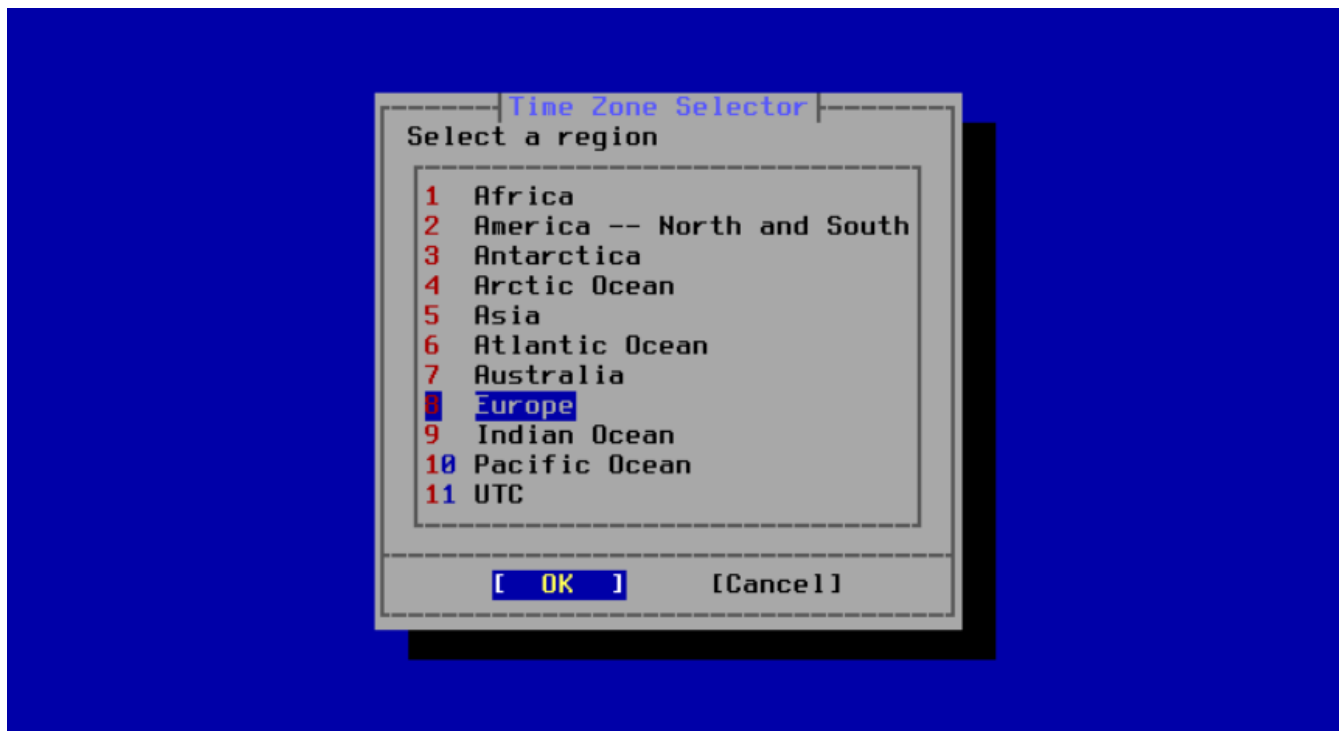 Time Zone Selector
Select a region
1 Africa
2 America -- North and South
3 Antarctica
4 Arctic Ocean
5 Asia
6 Atlantic Ocean
7 Australia
8 Europe
9 Indian Ocean
10 Pacific Ocean
11 UTC
[ OK ] [Cancel]